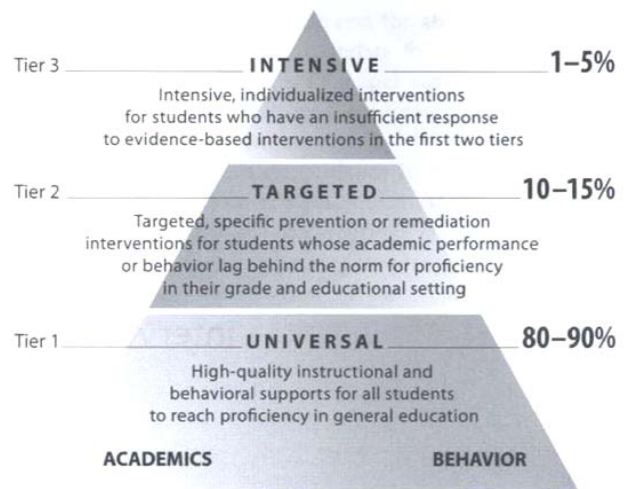 Tier 3 INTENSIVE 1–5%
Intensive, individualized interventions
for students who have an insufficient response
to evidence-based interventions in the first two tiers
Tier 2 TARGETED 10–15%
Targeted, specific prevention or remediation
interventions for students whose academic performance
or behavior lag behind the norm for proficiency
in their grade and educational setting
Tier 1 UNIVERSAL 80–90%
High-quality instructional and
behavioral supports for all students
to reach proficiency in general education
ACADEMICS BEHAVIOR